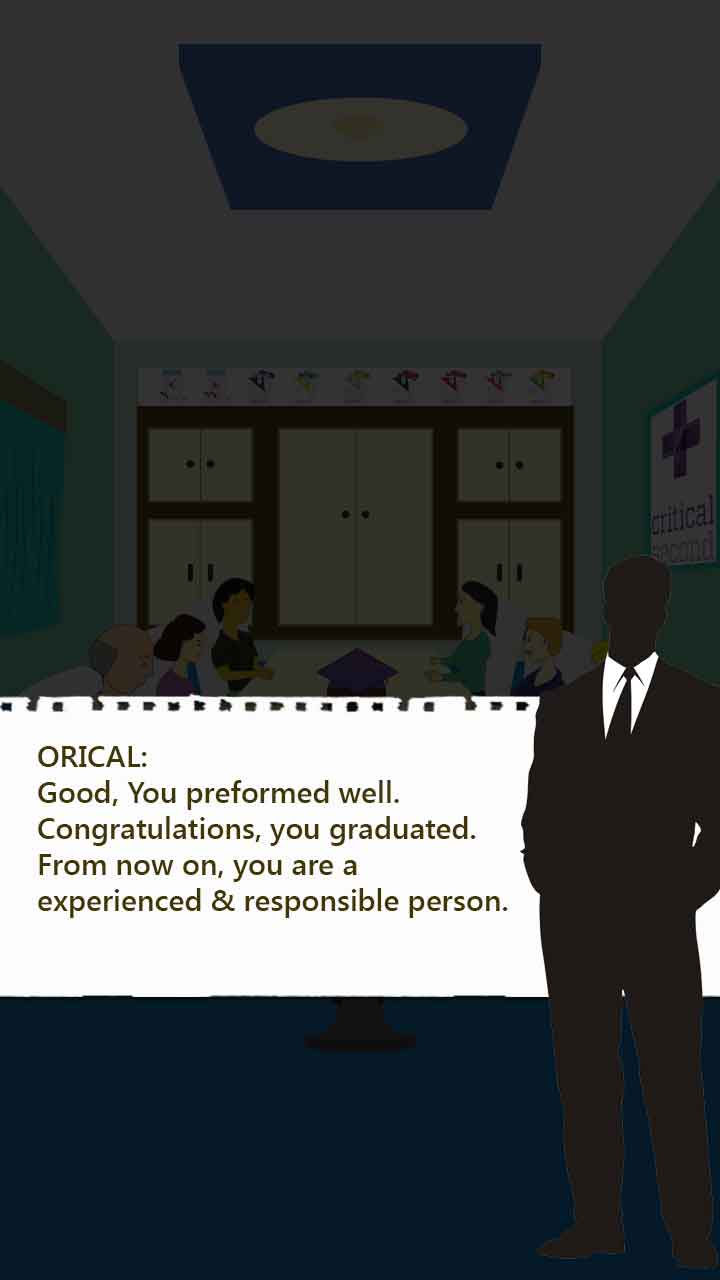 critical
second
ORICAL:
Good, You preformed well.
Congratulations, you graduated.
From now on, you are a
experienced & responsible person.